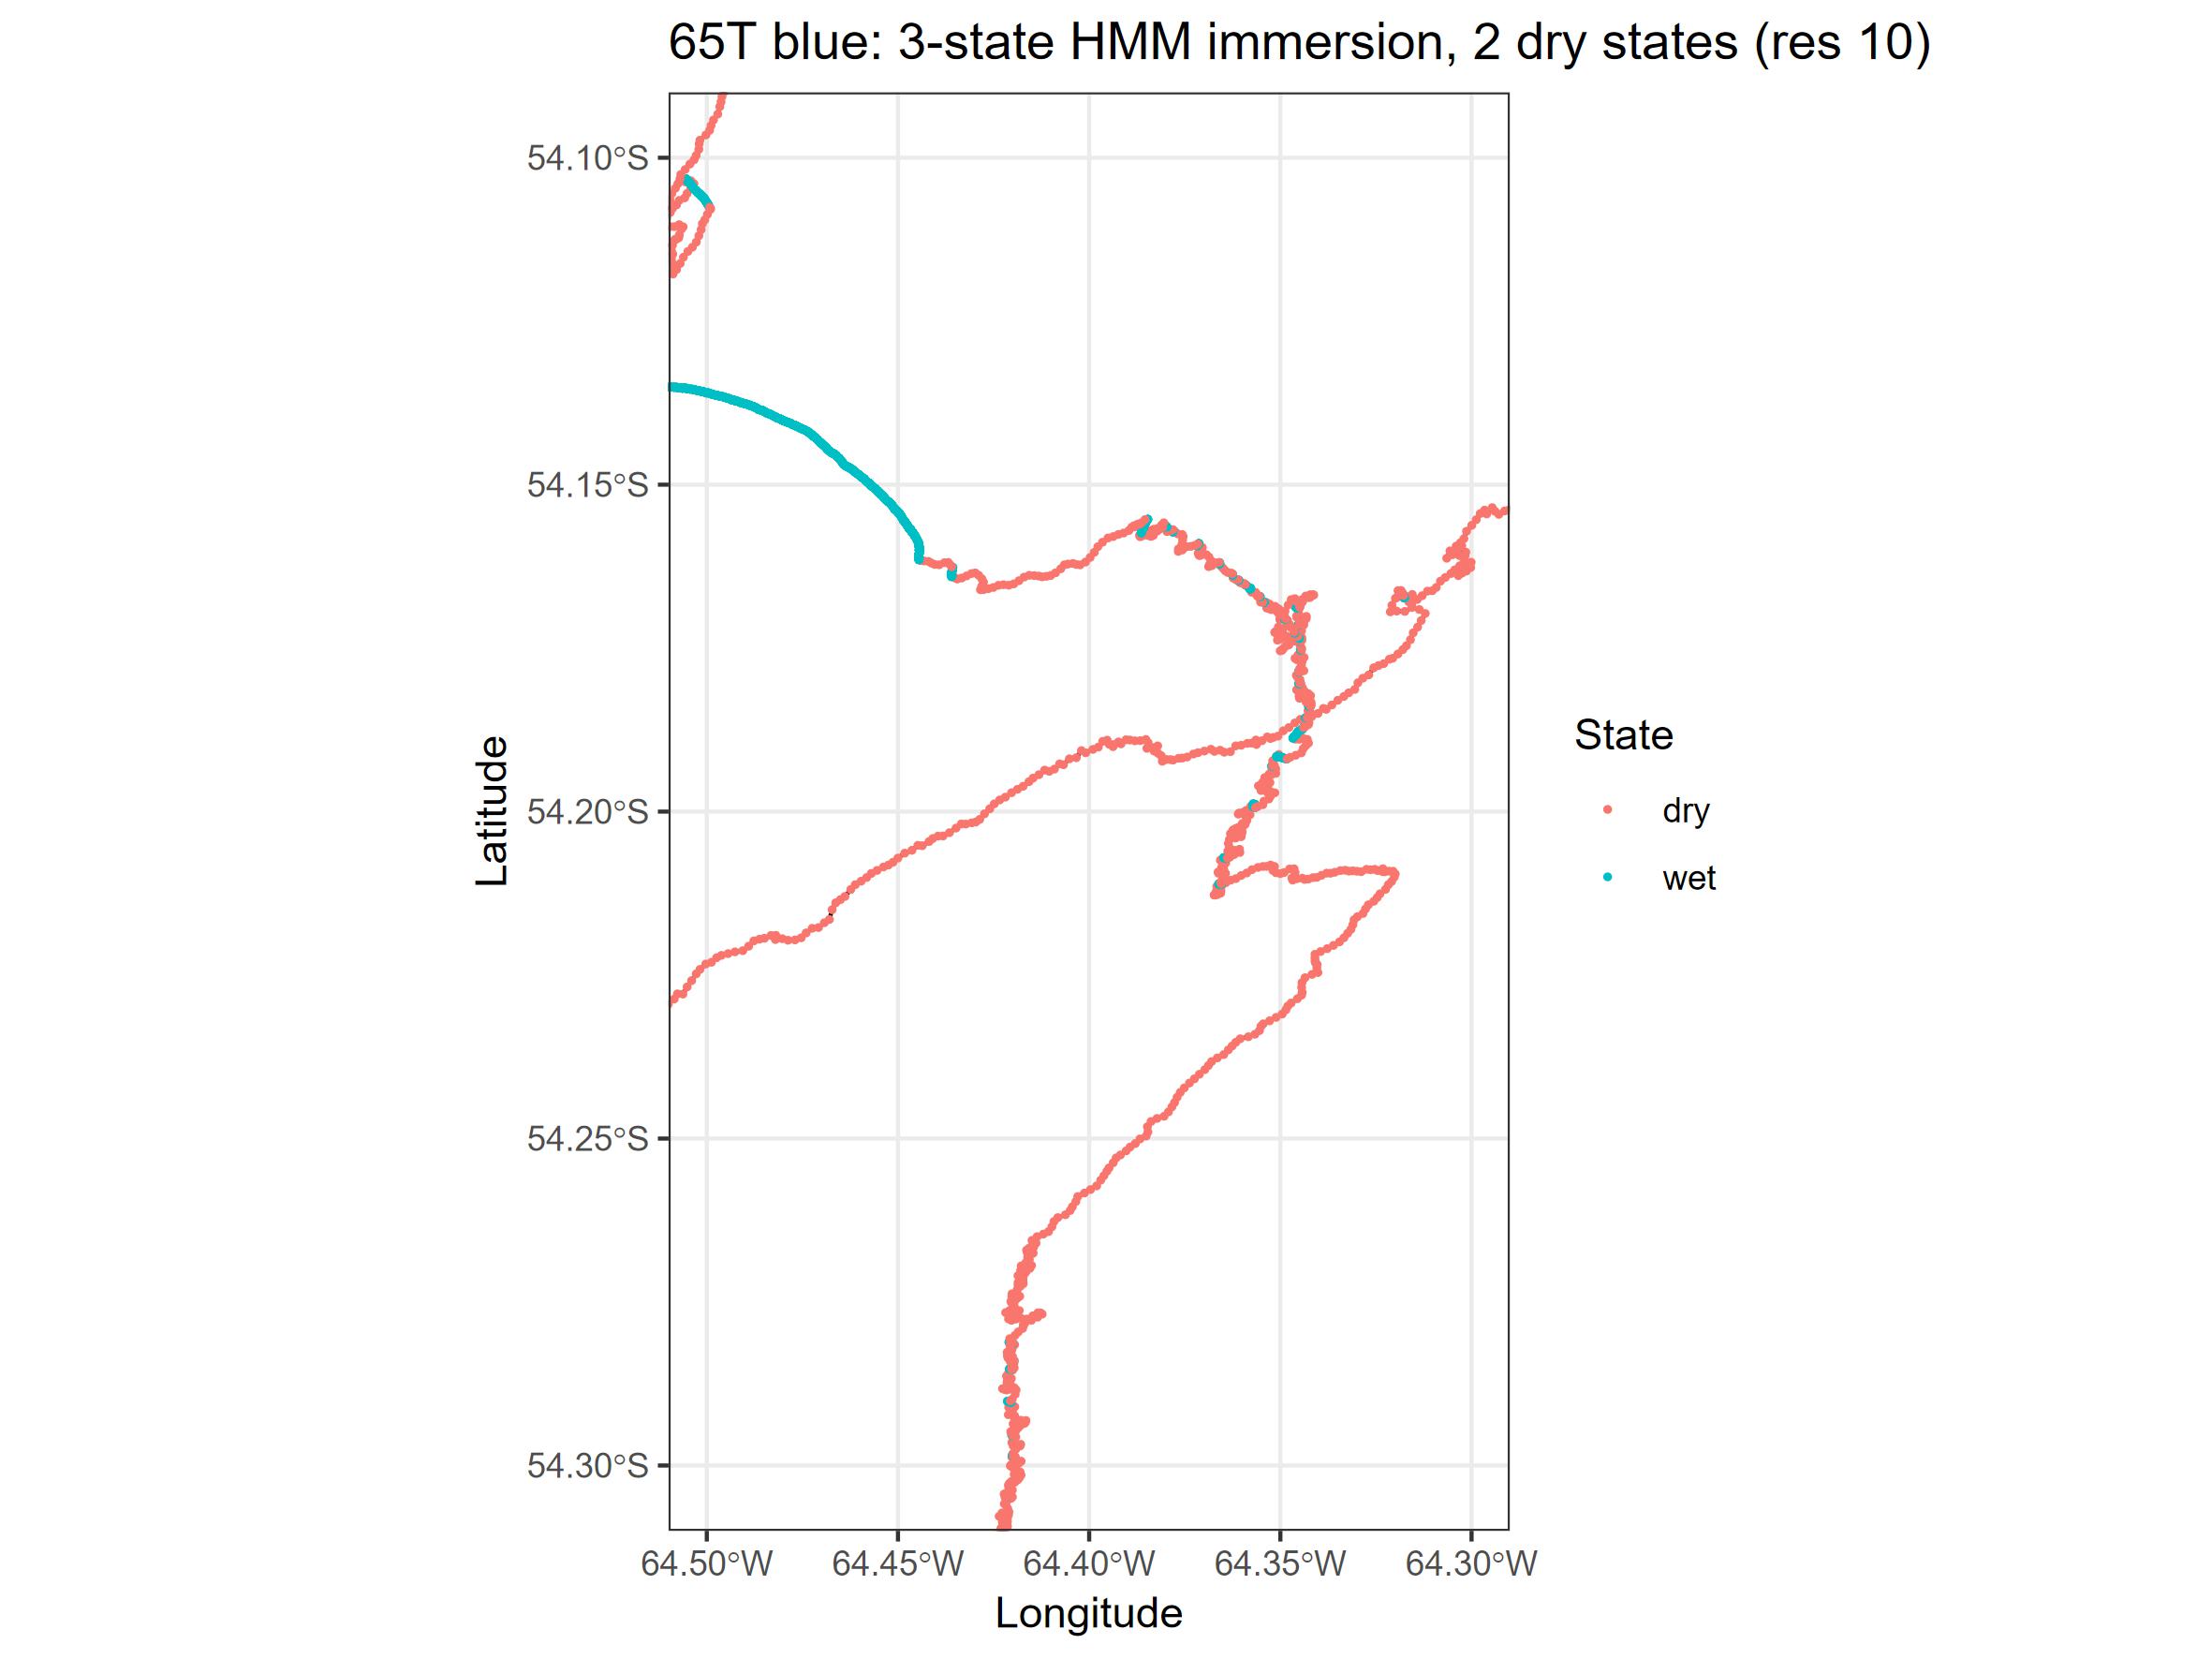 65T blue: 3-state HMM immersion, 2 dry states (res 10)
54.10°S
54.15°S
54.20°S
54.25°S
54.30°S
Latitude
64.50°W 64.45°W 64.40°W 64.35°W 64.30°W
Longitude
State
dry
wet